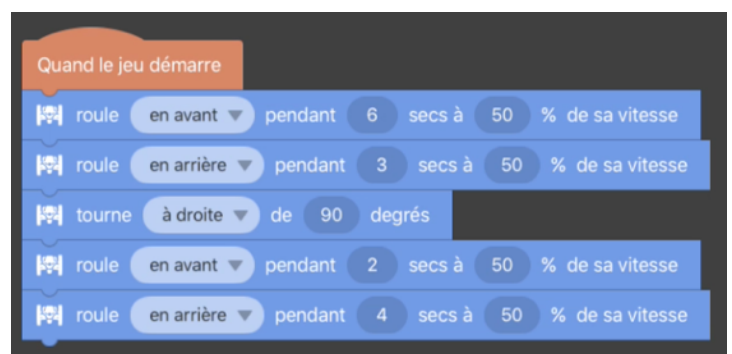 Quand le jeu démarre
roule en avant pendant 6 secs à 50 % de sa vitesse
roule en arrière pendant 3 secs à 50 % de sa vitesse
tourne à droite de 90 degrés
roule en avant pendant 2 secs à 50 % de sa vitesse
roule en arrière pendant 4 secs à 50 % de sa vitesse